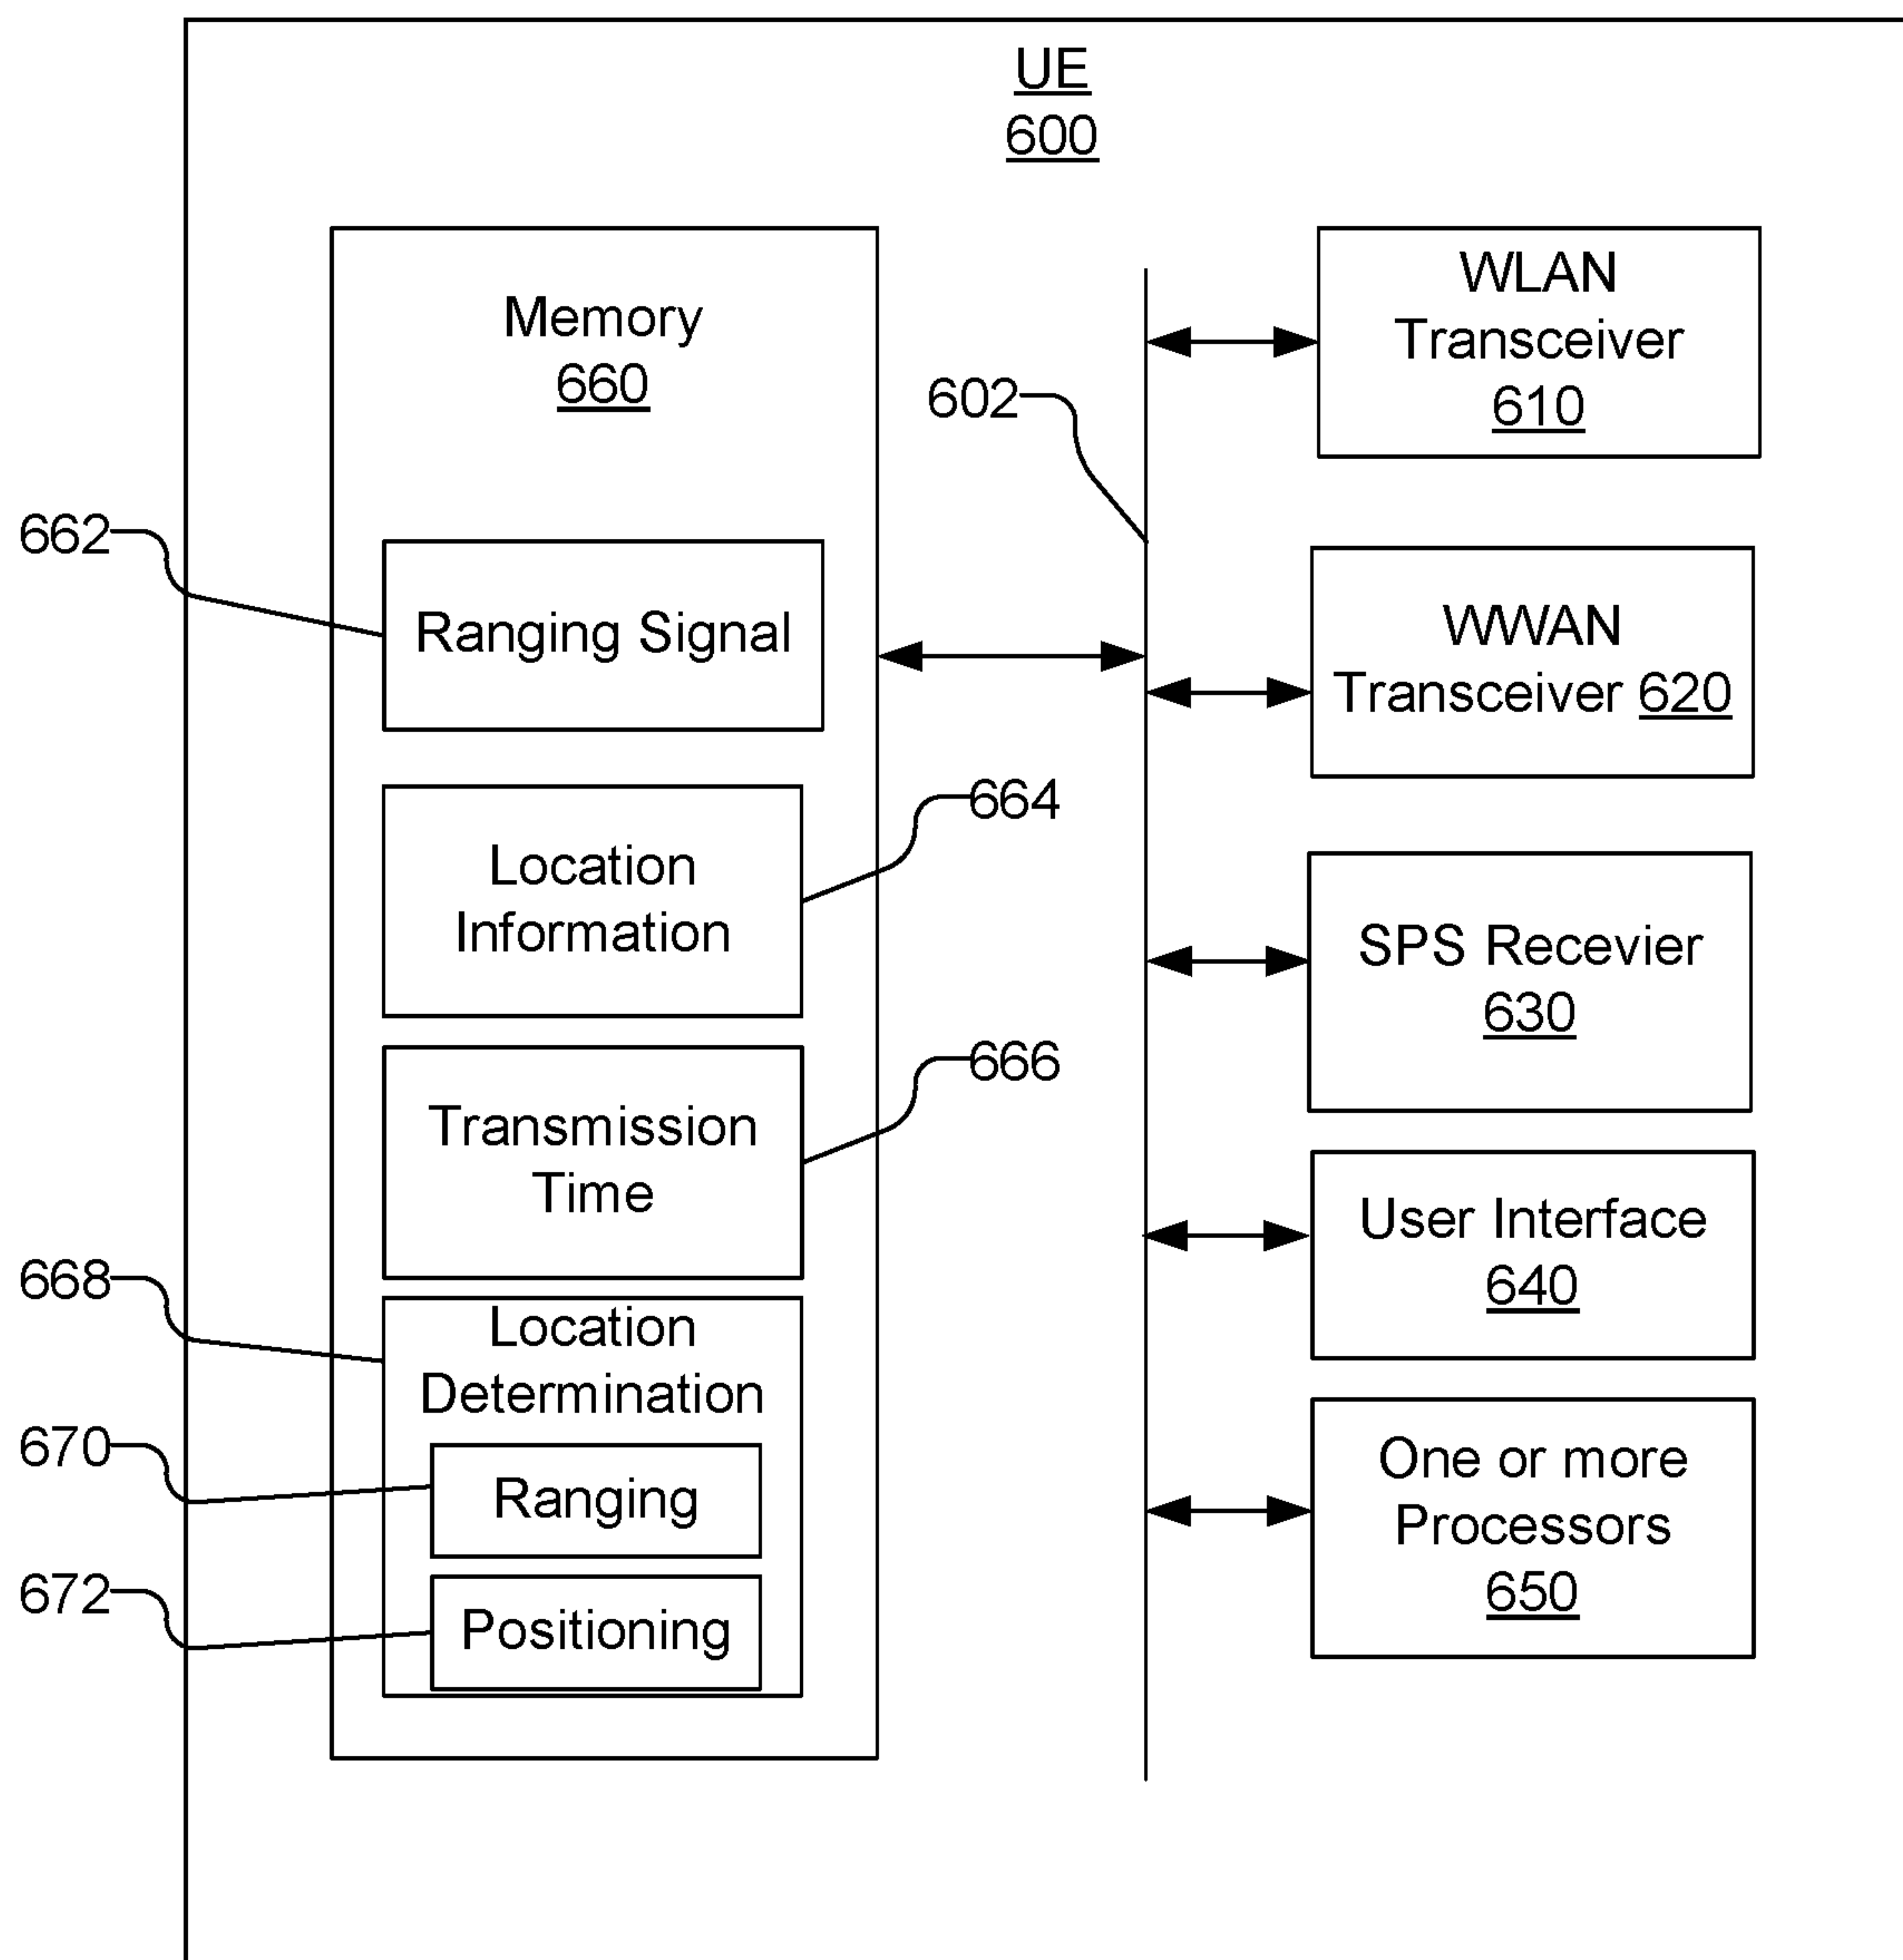 UE
600
Memory
660
662
Ranging Signal
664
Location
Information
666
Transmission
Time
668
Location
Determination
670
Ranging
672
Positioning
602
WLAN
Transceiver
610
WWAN
Transceiver 620
SPS Recevier
630
User Interface
640
One or more
Processors
650